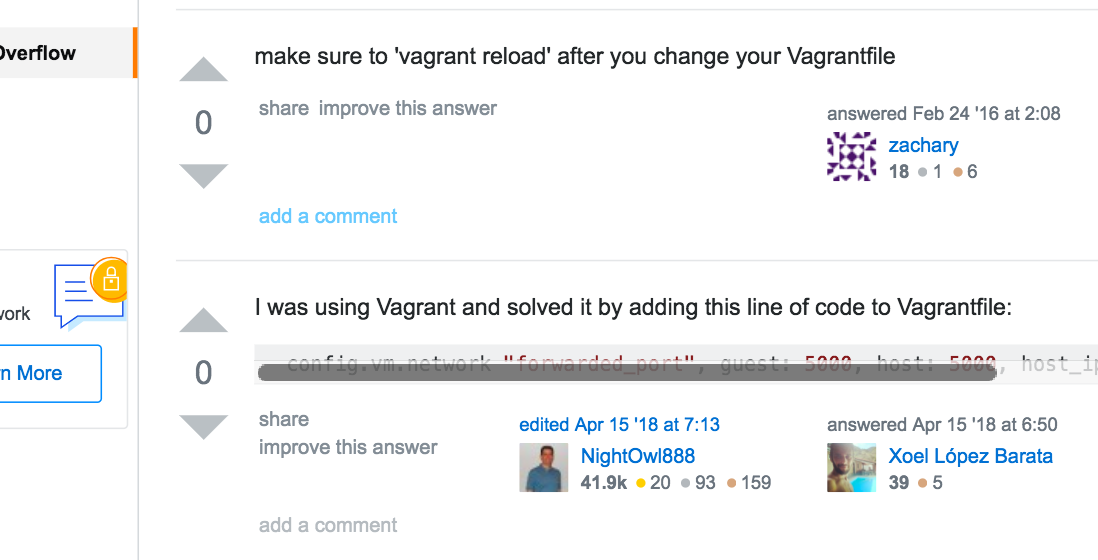 Overflow
make sure to 'vagrant reload' after you change your Vagrantfile
0
share improve this answer
answered Feb 24 '16 at 2:08
zachary
18 1 6
add a comment
work
n More
I was using Vagrant and solved it by adding this line of code to Vagrantfile:
0
config.vm.network "forwarded_port", guest: 5000, host: 5000, host_ip
share
improve this answer
edited Apr 15 '18 at 7:13
NightOwl888
41.9k 20 93 159
answered Apr 15 '18 at 6:50
Xoel López Barata
39 5
add a comment